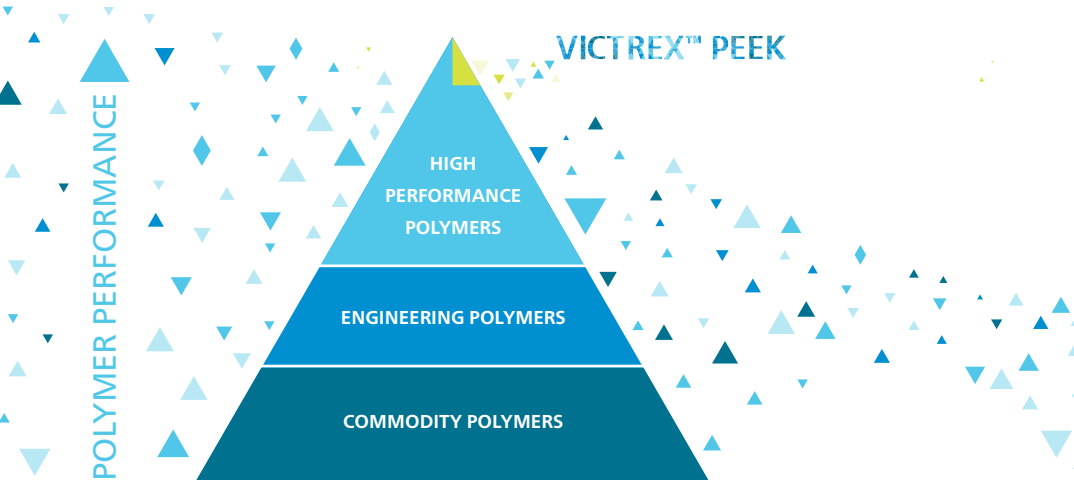 VICTREX™ PEEK
POLYMER PERFORMANCE
HIGH
PERFORMANCE
POLYMERS
ENGINEERING POLYMERS
COMMODITY POLYMERS